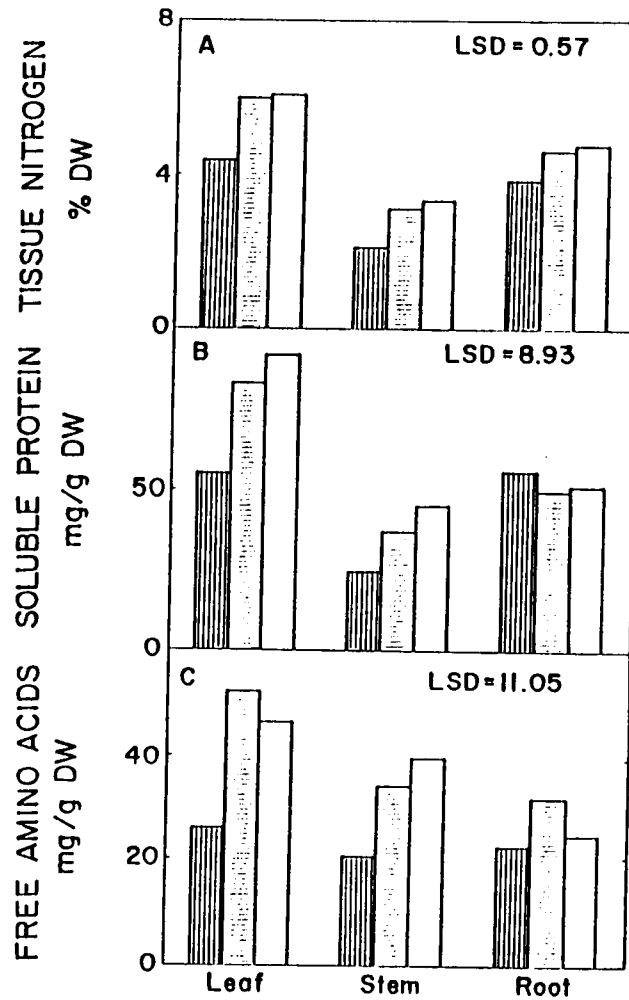 TISSUE NITROGEN
% DW
8
4
0
A
LSD=0.57
SOLUBLE PROTEIN
mg/g DW
50
0
B
LSD=8.93
FREE AMINO ACIDS
mg/g DW
40
20
0
C
LSD=11.05
Leaf Stem Root